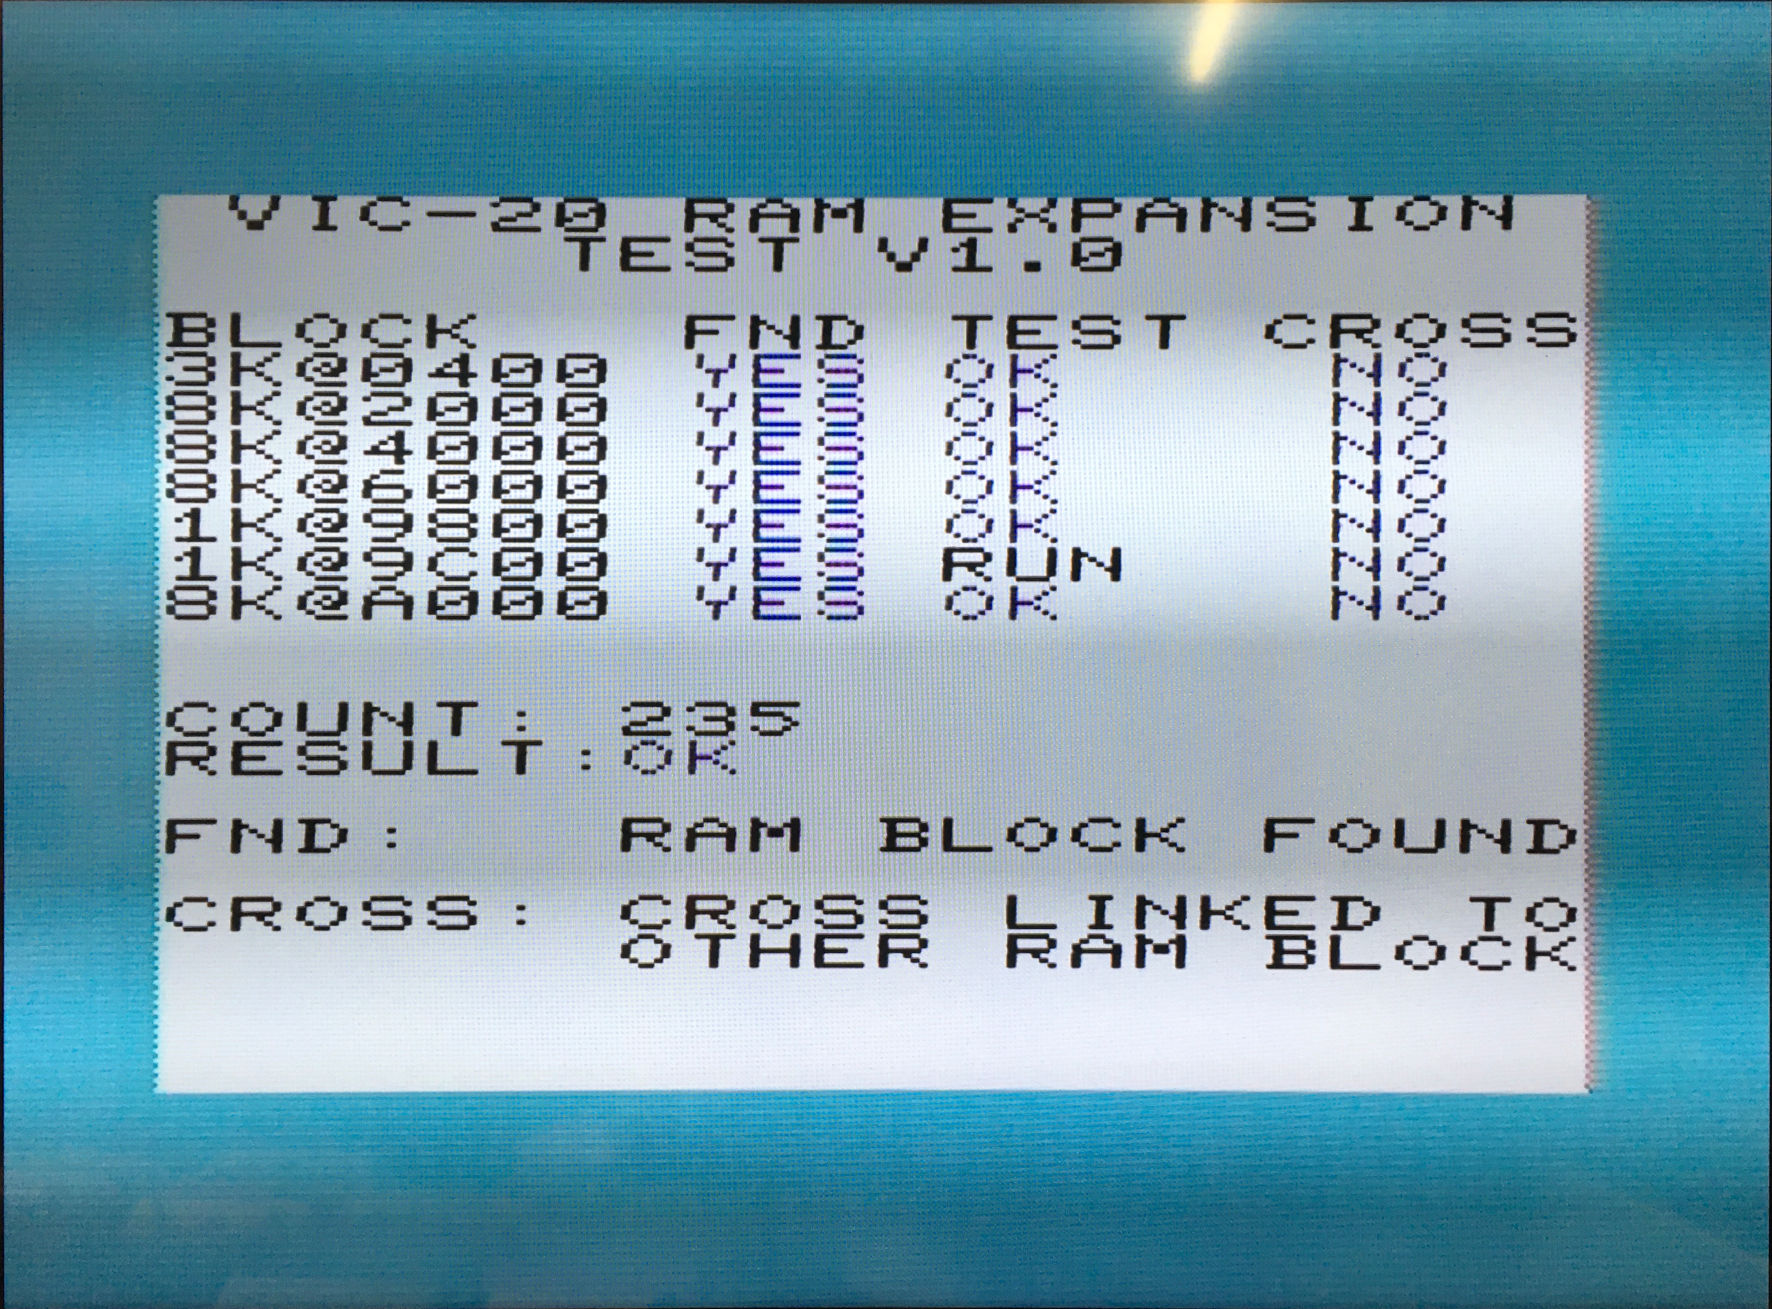 VIC-20 RAM EXPANSION
TEST V1.0
BLOCK FND TEST CROSS
3K@0400 YES OK NO
8K@2000 YES OK NO
8K@4000 YES OK NO
8K@6000 YES OK NO
1K@9800 YES OK NO
1K@9C00 YES RUN NO
8K@A000 YES OK NO
COUNT: 235
RESULT:OK
FND: RAM BLOCK FOUND
CROSS: CROSS LINKED TO
OTHER RAM BLOCK